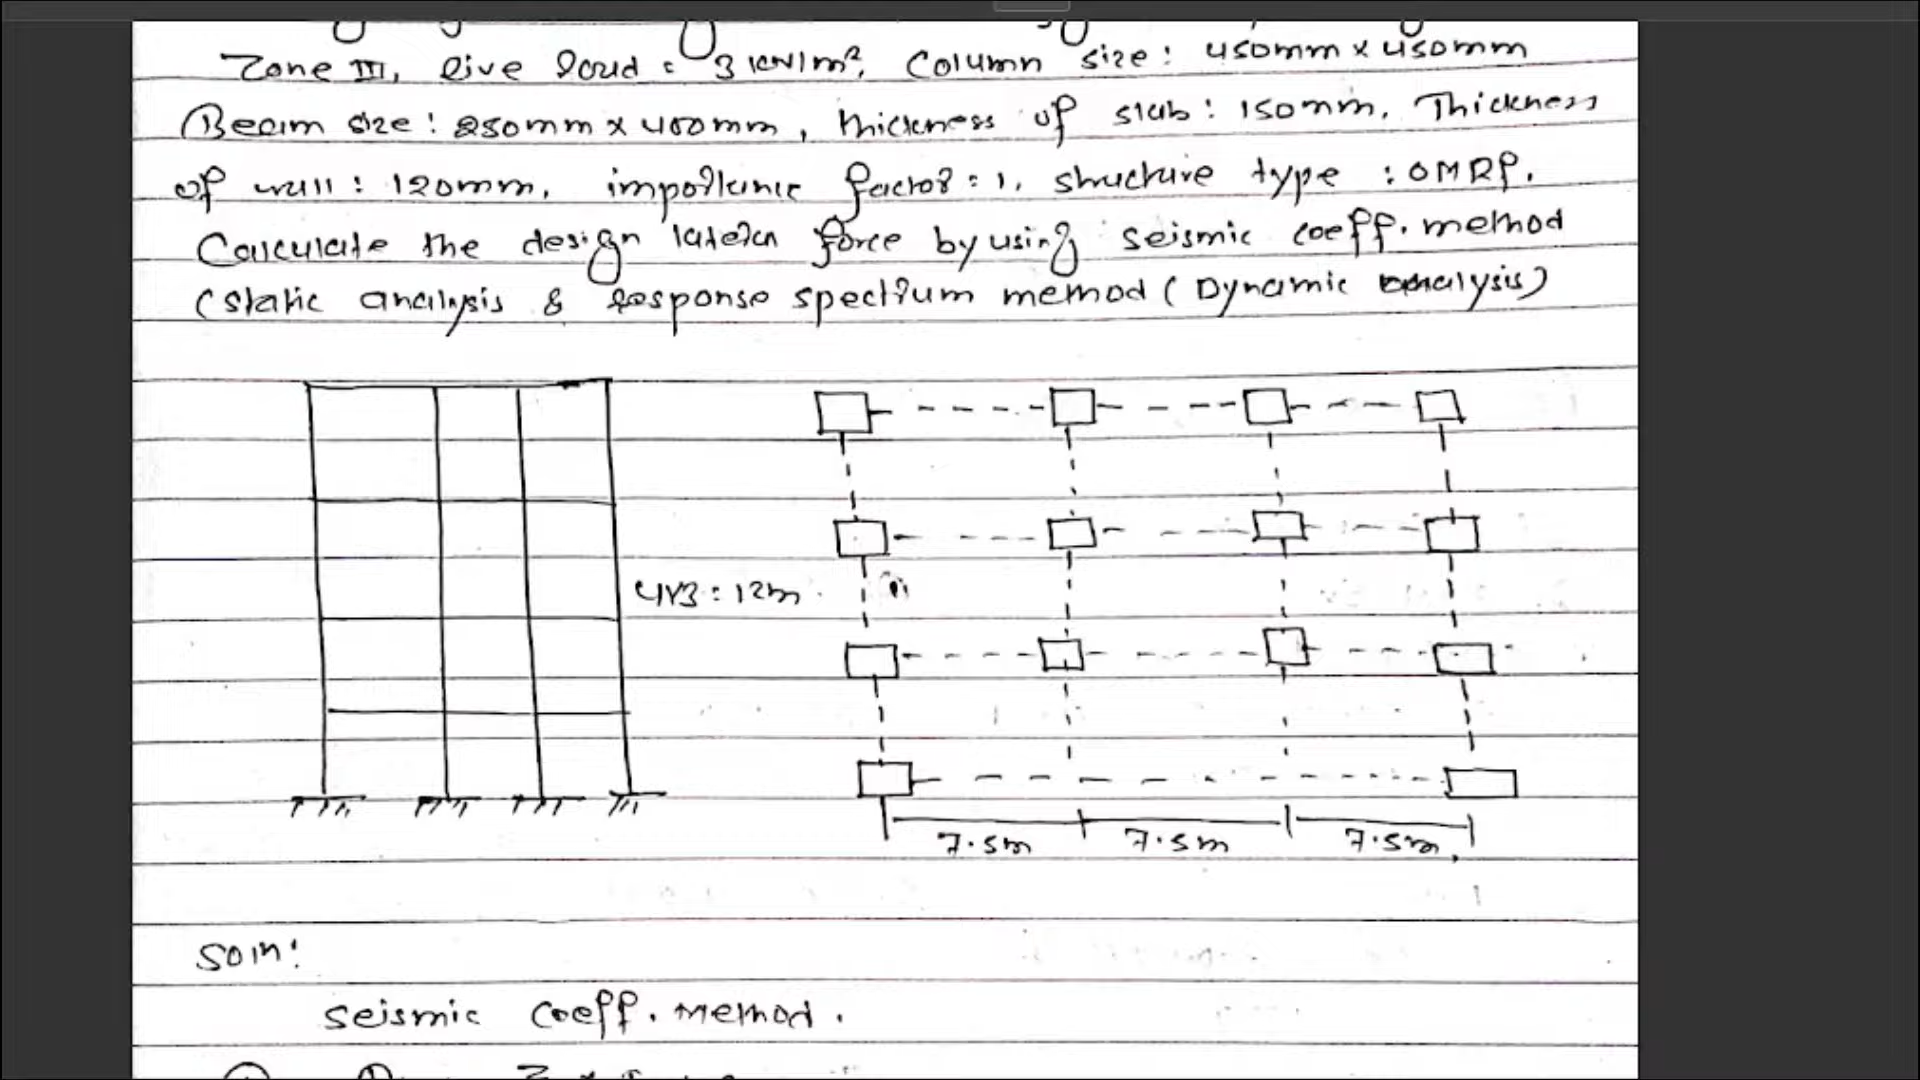 Zone III, live load = 3 kN/m². Column size: 450mm x 450mm
Beam size: 250mm x 400mm, thickness of slab: 150mm. Thickness
of wall: 120mm, importance factor = 1, structure type : OMRF.
Calculate the design lateral force by using seismic coeff. method
(static analysis & response spectrum method (Dynamic analysis)
4x3 = 12m
7.5m 7.5m 7.5m
Soln:
seismic coeff. method.